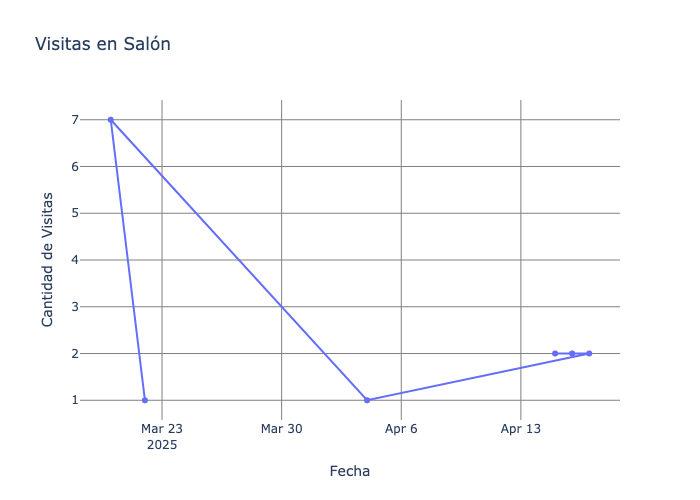 Visitas en Salón
Cantidad de Visitas
7
6
5
4
3
2
1
Mar 23
2025
Mar 30
Apr 6
Apr 13
Fecha